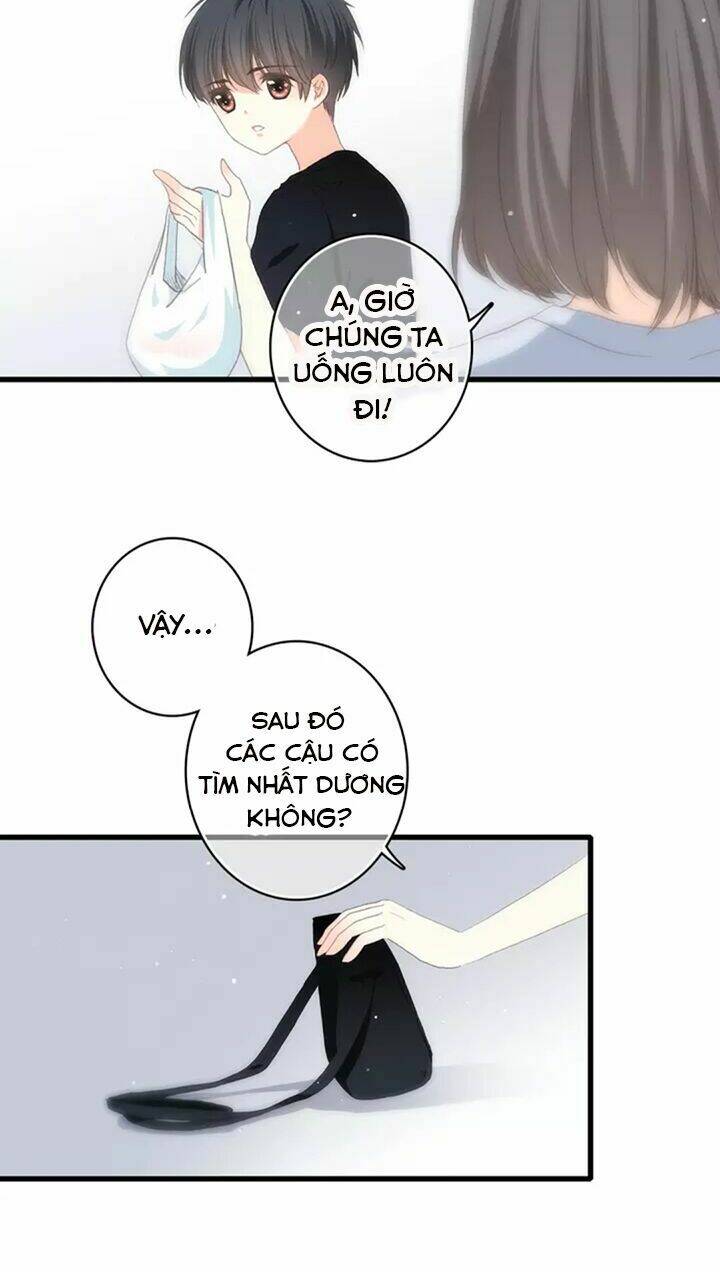 A, GIỜ
CHÚNG TA
UỐNG LUÔN
ĐI!
VẬY...
SAU ĐÓ
CÁC CẬU CÓ
TÌM NHẤT DƯƠNG
KHÔNG?